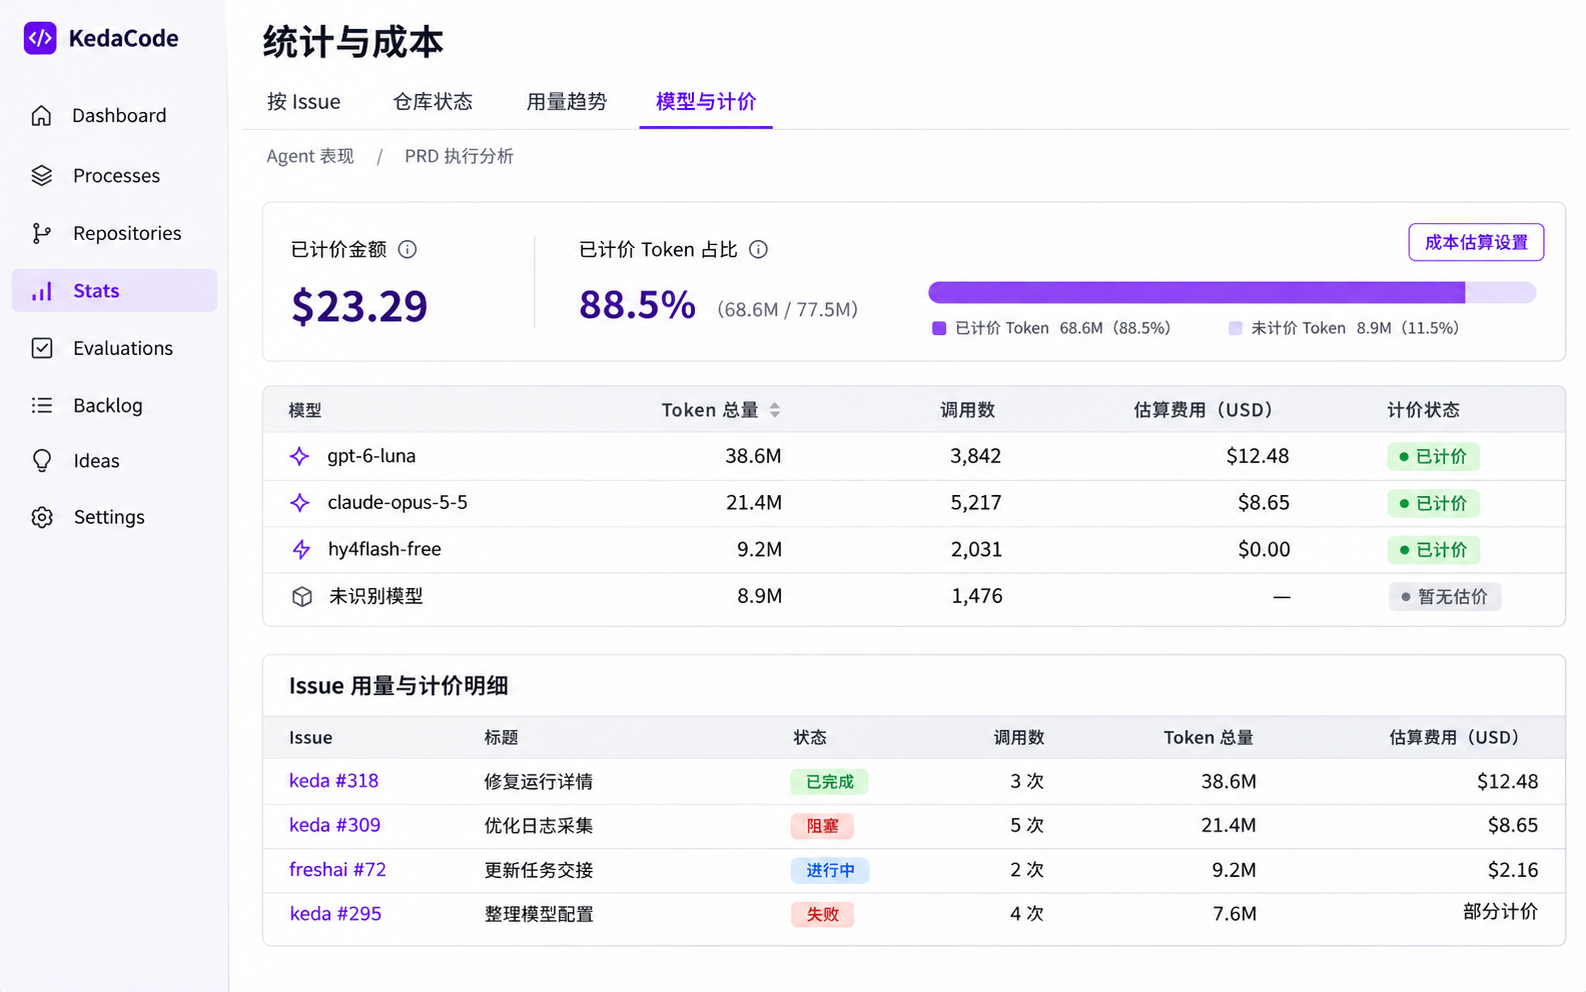 KedaCode
Dashboard
Processes
Repositories
Stats
Evaluations
Backlog
Ideas
Settings
统计与成本
按 Issue 仓库状态 用量趋势 模型与计价
Agent 表现 / PRD 执行分析
已计价金额
$23.29
已计价 Token 占比
88.5% (68.6M / 77.5M)
成本估算设置
已计价 Token 68.6M（88.5%） 未计价 Token 8.9M（11.5%）
模型 Token 总量 调用数 估算费用（USD） 计价状态
gpt-6-luna 38.6M 3,842 $12.48 已计价
claude-opus-5-5 21.4M 5,217 $8.65 已计价
hy4flash-free 9.2M 2,031 $0.00 已计价
未识别模型 8.9M 1,476 — 暂无估价
Issue 用量与计价明细
Issue 标题 状态 调用数 Token 总量 估算费用（USD）
keda #318 修复运行详情 已完成 3 次 38.6M $12.48
keda #309 优化日志采集 阻塞 5 次 21.4M $8.65
freshai #72 更新任务交接 进行中 2 次 9.2M $2.16
keda #295 整理模型配置 失败 4 次 7.6M 部分计价